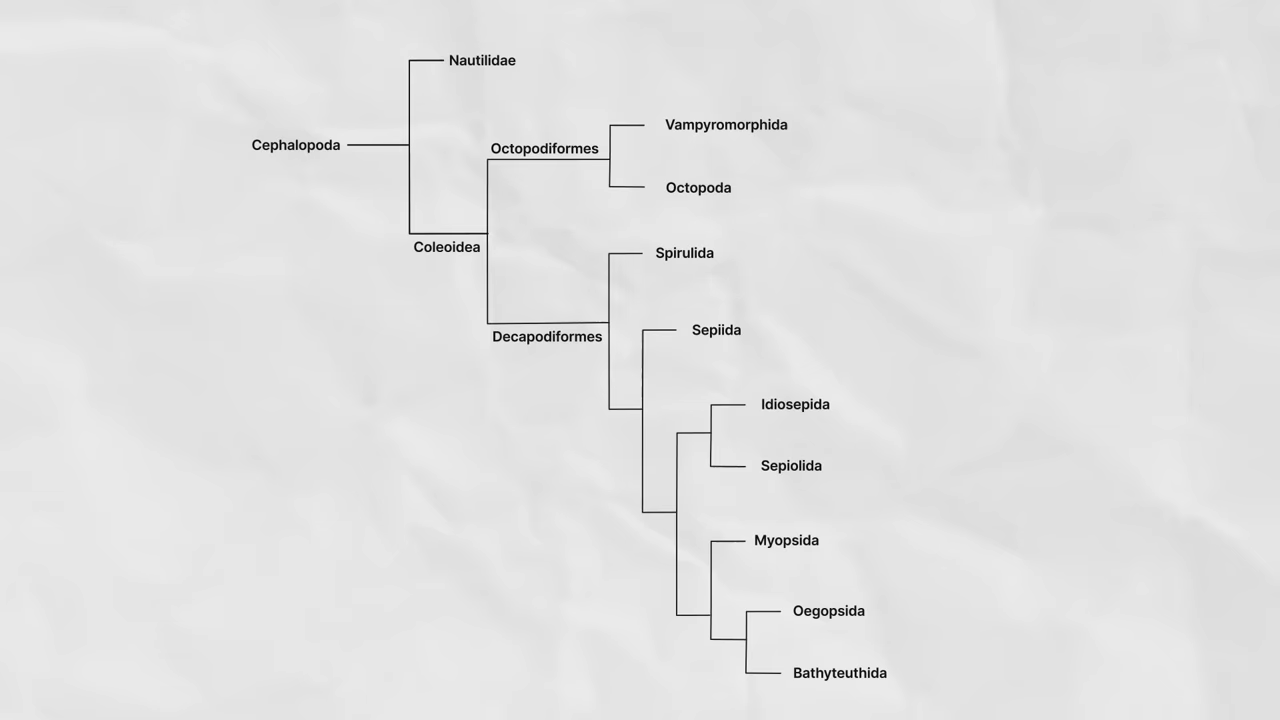 Nautilidae
Vampyromorphida
Cephalopoda
Octopodiformes
Octopoda
Coleoidea
Spirulida
Sepiida
Decapodiformes
Idiosepida
Sepiolida
Myopsida
Oegopsida
Bathyteuthida